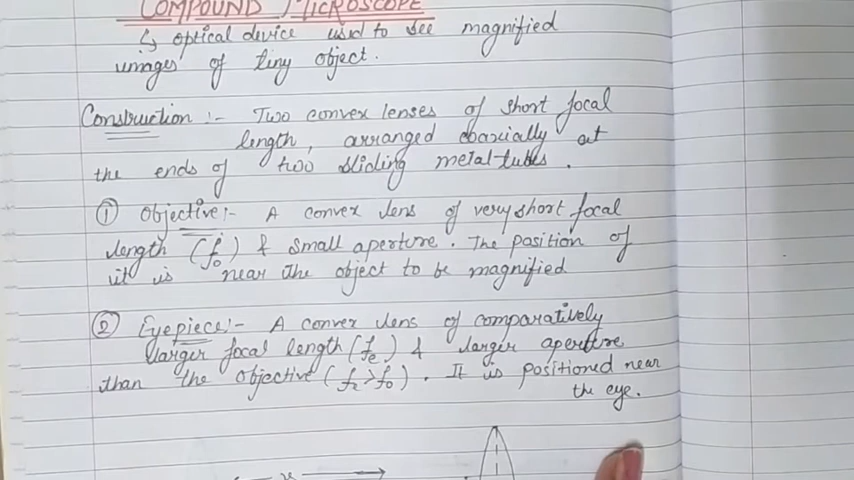 COMPOUND MICROSCOPE
↳ optical device used to see magnified
images of tiny object.
Construction :- Two convex lenses of short focal
length, arranged coaxially at
the ends of two sliding metal tubes.
① Objective:- A convex lens of very short focal
length (fo) & small aperture. The position of
it is near the object to be magnified
② Eyepiece:- A convex lens of comparatively
larger focal length (fe) & larger aperture
than the objective (fe>fo). It is positioned near
the eye.